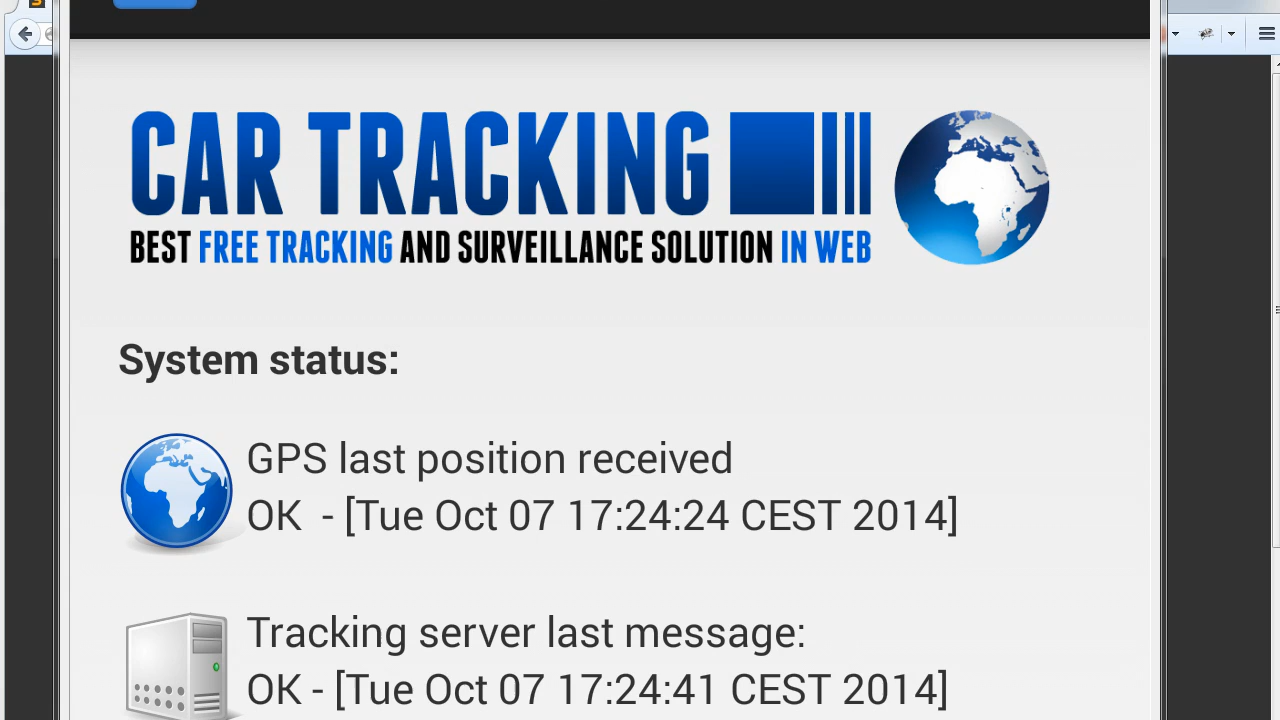 CAR TRACKING
BEST FREE TRACKING AND SURVEILLANCE SOLUTION IN WEB
System status:
GPS last position received
OK - [Tue Oct 07 17:24:24 CEST 2014]
Tracking server last message:
OK - [Tue Oct 07 17:24:41 CEST 2014]